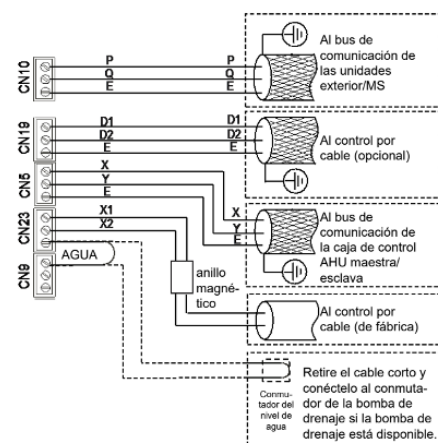 CN10
P
Q
E
P
Q
E
Al bus de
comunicación de
las unidades
exterior/MS
CN19
D1
D2
E
D1
D2
E
Al control por
cable (opcional)
CN5
X
Y
E
X
Y
E
Al bus de
comunicación de
la caja de control
AHU maestra/
esclava
CN23
X1
X2
AGUA
CN9
anillo
magné-
tico
Al control por
cable (de fábrica)
Conmu-
tador del
nivel de
agua
Retire el cable corto y
conéctelo al conmuta-
dor de la bomba de
drenaje si la bomba de
drenaje está disponible.